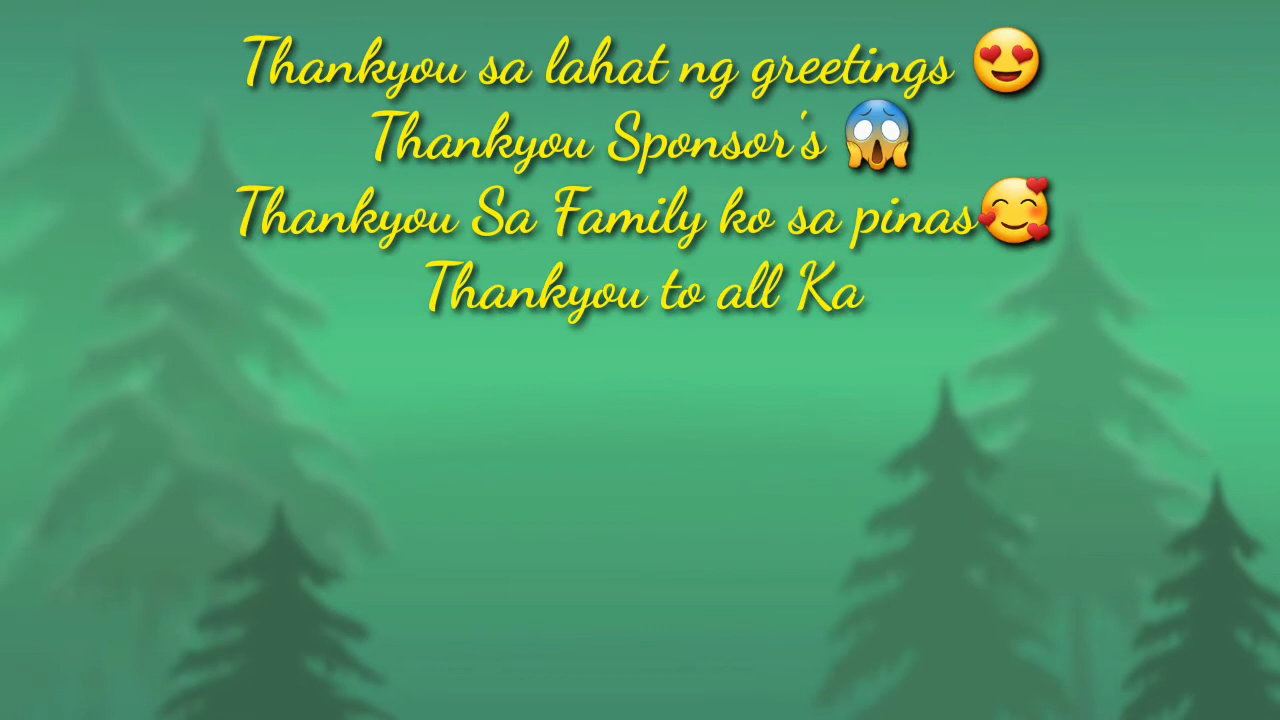 Thankyou sa lahat ng greetings 😍
Thankyou Sponsor's 😱
Thankyou Sa Family ko sa pinas🥰
Thankyou to all Ka